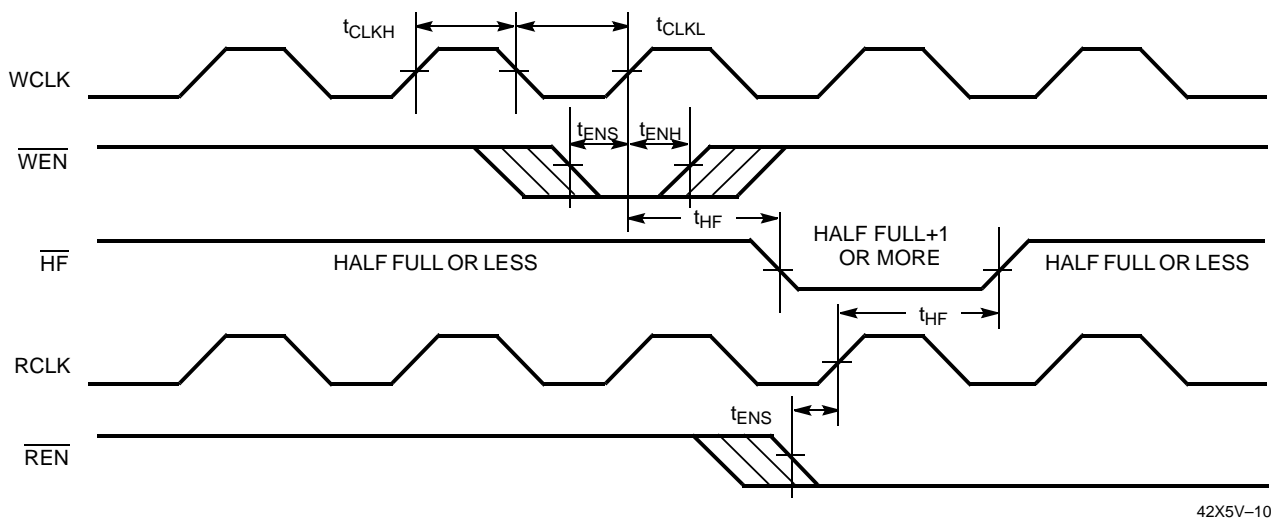 tCLKH
tCLKL
WCLK
tENS
tENH
WEN
tHF
HF
HALF FULL OR LESS
HALF FULL+1
OR MORE
HALF FULL OR LESS
tHF
RCLK
tENS
REN
42X5V–10